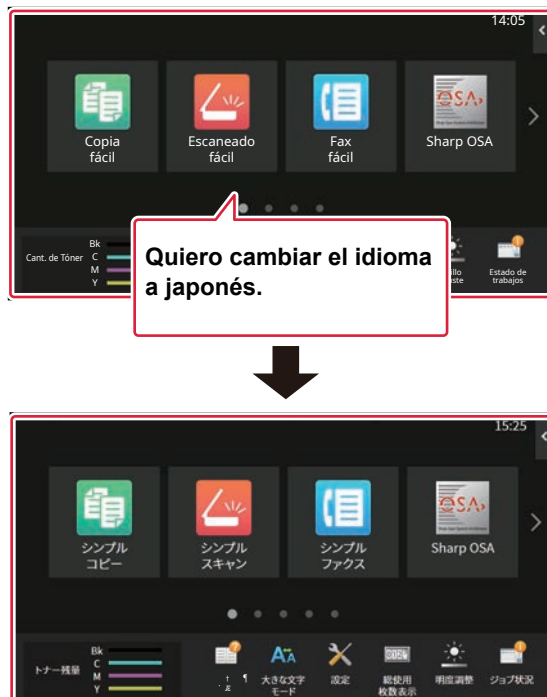 14:05
Copia
fácil
Escaneado
fácil
Fax
fácil
OSA
Sharp OSA
Cant. de Tóner
Bk
C
M
Y
Estado de
trabajos
Quiero cambiar el idioma
a japonés.
15:25
シンプル
コピー
シンプル
スキャン
シンプル
ファクス
OSA
Sharp OSA
トナー残量
Bk
C
M
Y
大きな文字
モード
設定
総使用
枚数表示
明度調整
ジョブ状況